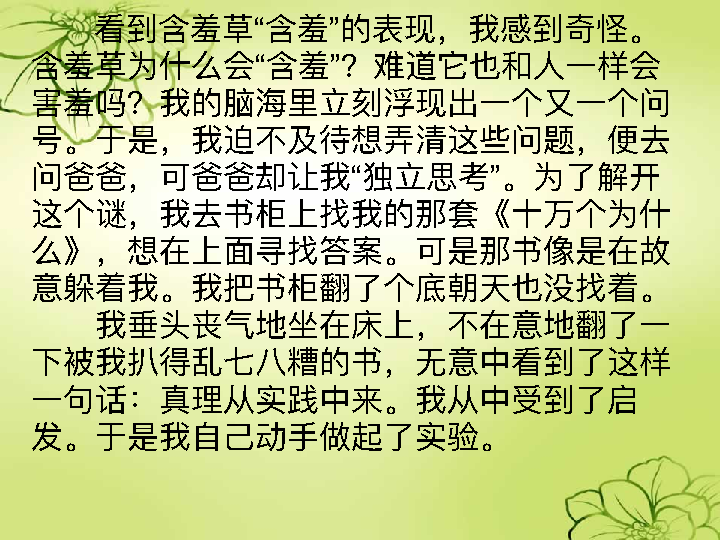 看到含羞草“含羞”的表现，我感到奇怪。
含羞草为什么会“含羞”？难道它也和人一样会
害羞吗？我的脑海里立刻浮现出一个又一个问
号。于是，我迫不及待想弄清这些问题，便去
问爸爸，可爸爸却让我“独立思考”。为了解开
这个谜，我去书柜上找我的那套《十万个为什
么》，想在上面寻找答案。可是那书像是在故
意躲着我。我把书柜翻了个底朝天也没找着。
我垂头丧气地坐在床上，不在意地翻了一
下被我扒得乱七八糟的书，无意中看到了这样
一句话：真理从实践中来。我从中受到了启
发。于是我自己动手做起了实验。